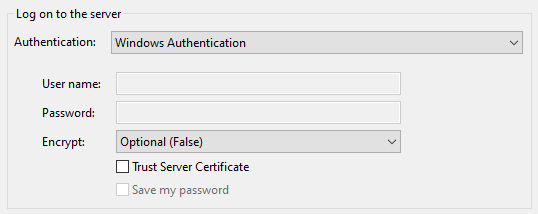 Log on to the server
Authentication: Windows Authentication
User name:
Password:
Encrypt: Optional (False)
Trust Server Certificate
Save my password